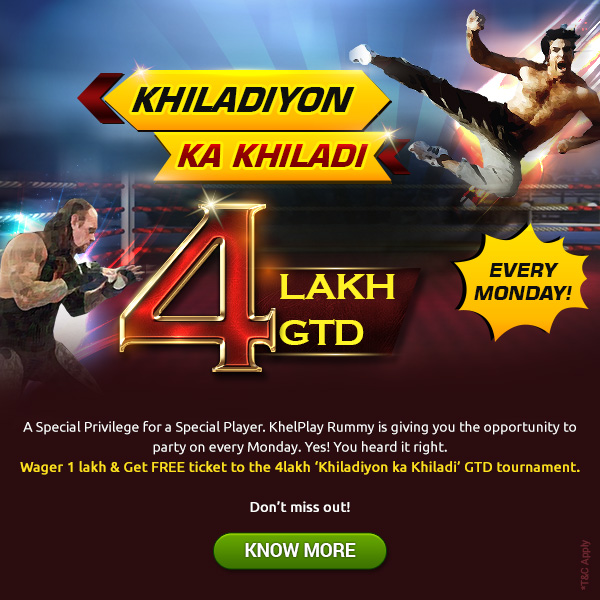 KHILADIYON
KA KHILADI
4
LAKH
GTD
EVERY
MONDAY!
A Special Privilege for a Special Player. KhelPlay Rummy is giving you the opportunity to
party on every Monday. Yes! You heard it right.
Wager 1 lakh & Get FREE ticket to the 4lakh ‘Khiladiyon ka Khiladi’ GTD tournament.
Don’t miss out!
KNOW MORE
*T&C Apply